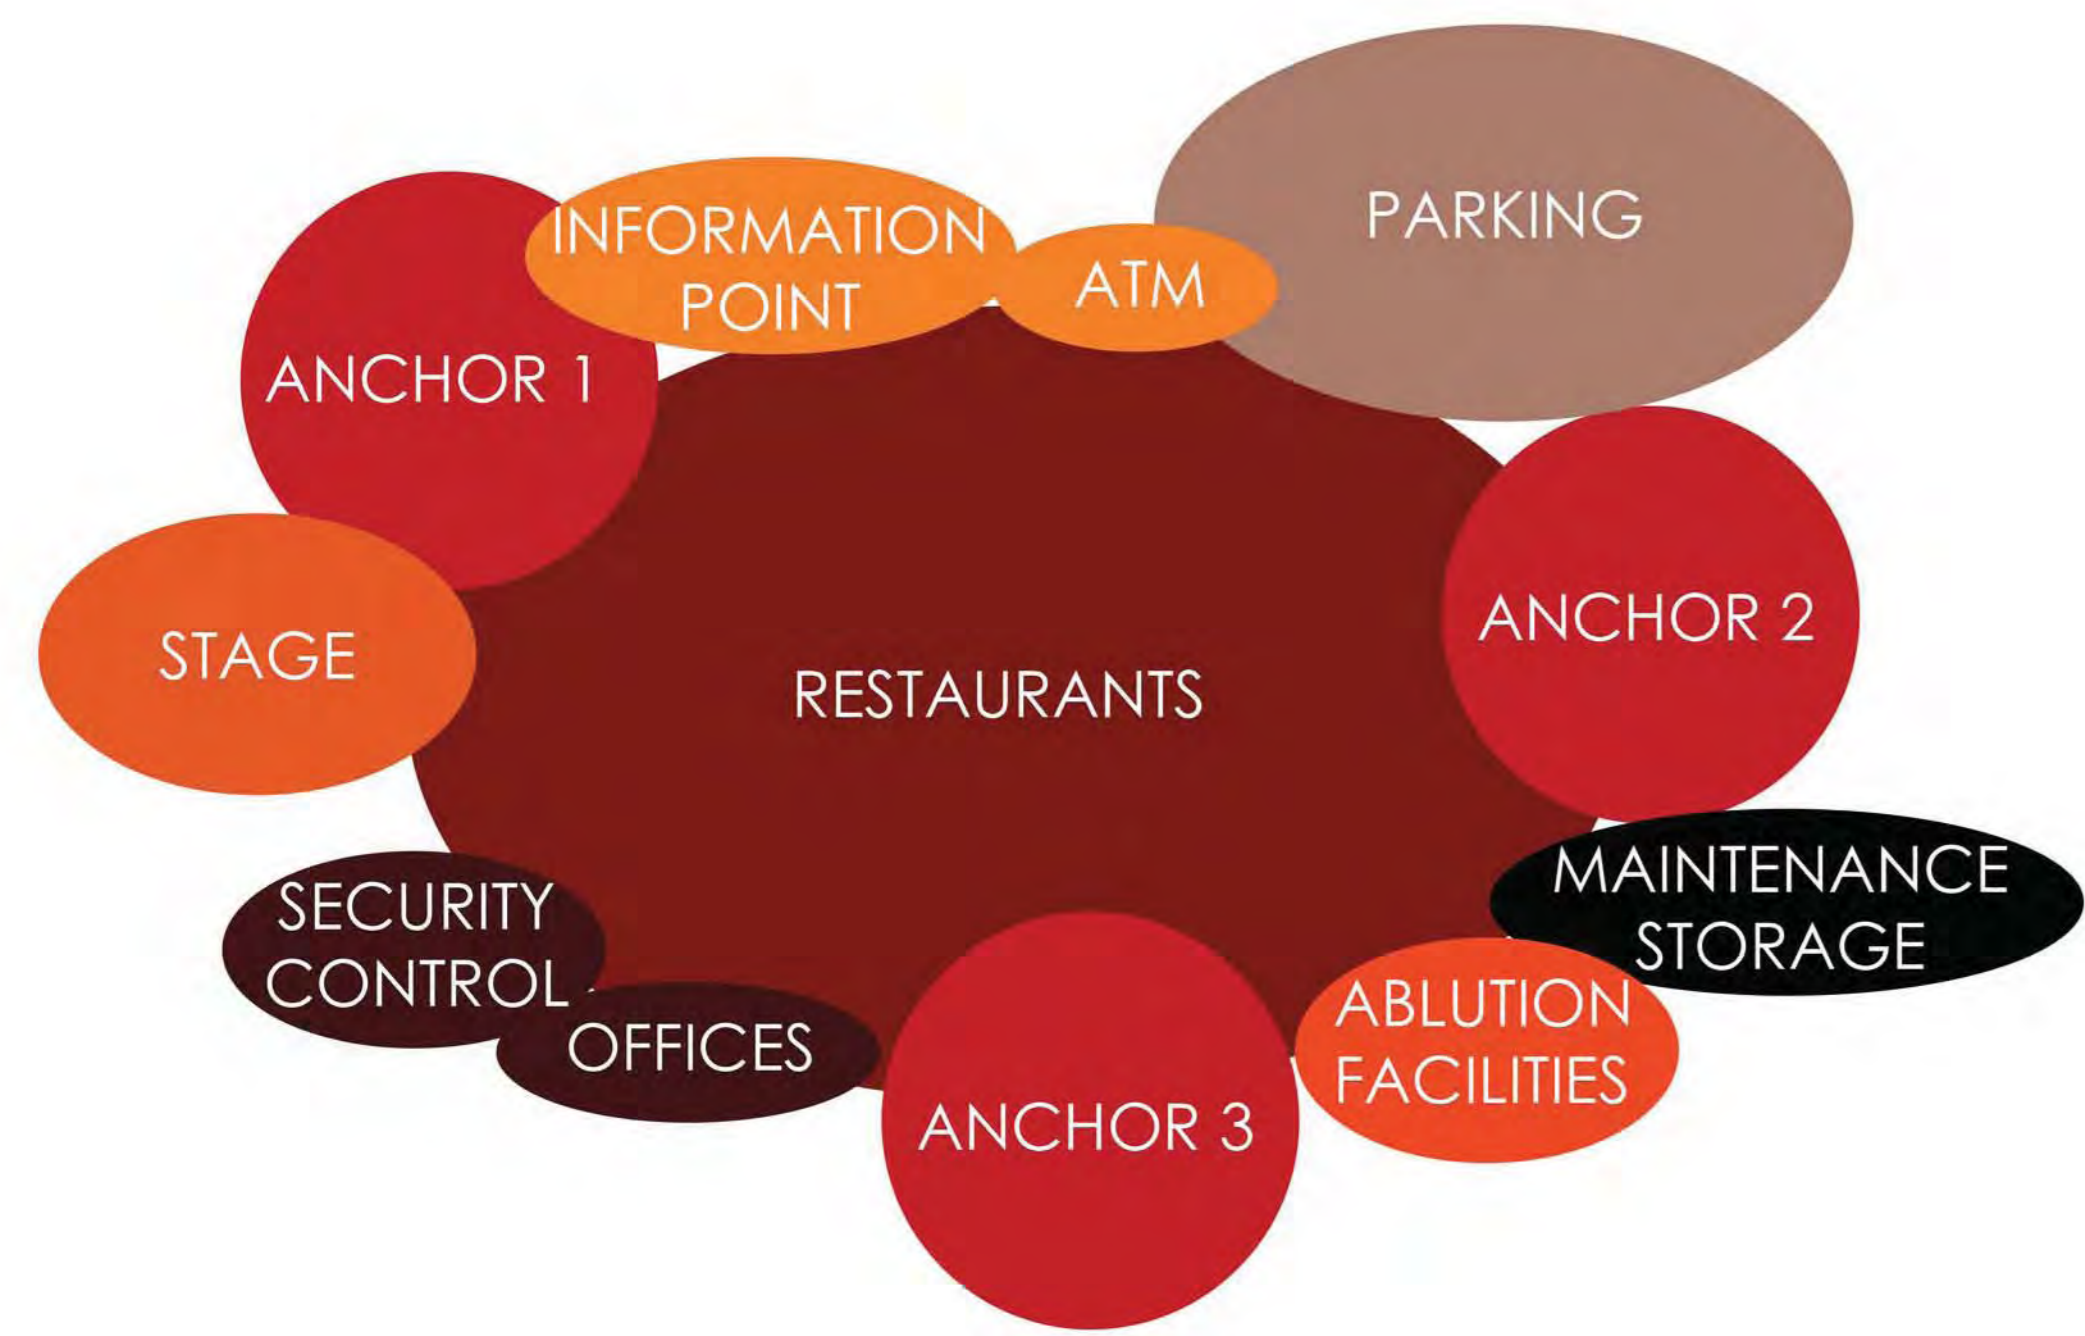 PARKING
INFORMATION
POINT
ATM
ANCHOR 1
ANCHOR 2
STAGE
RESTAURANTS
MAINTENANCE
STORAGE
SECURITY
CONTROL
OFFICES
ABLUTION
FACILITIES
ANCHOR 3